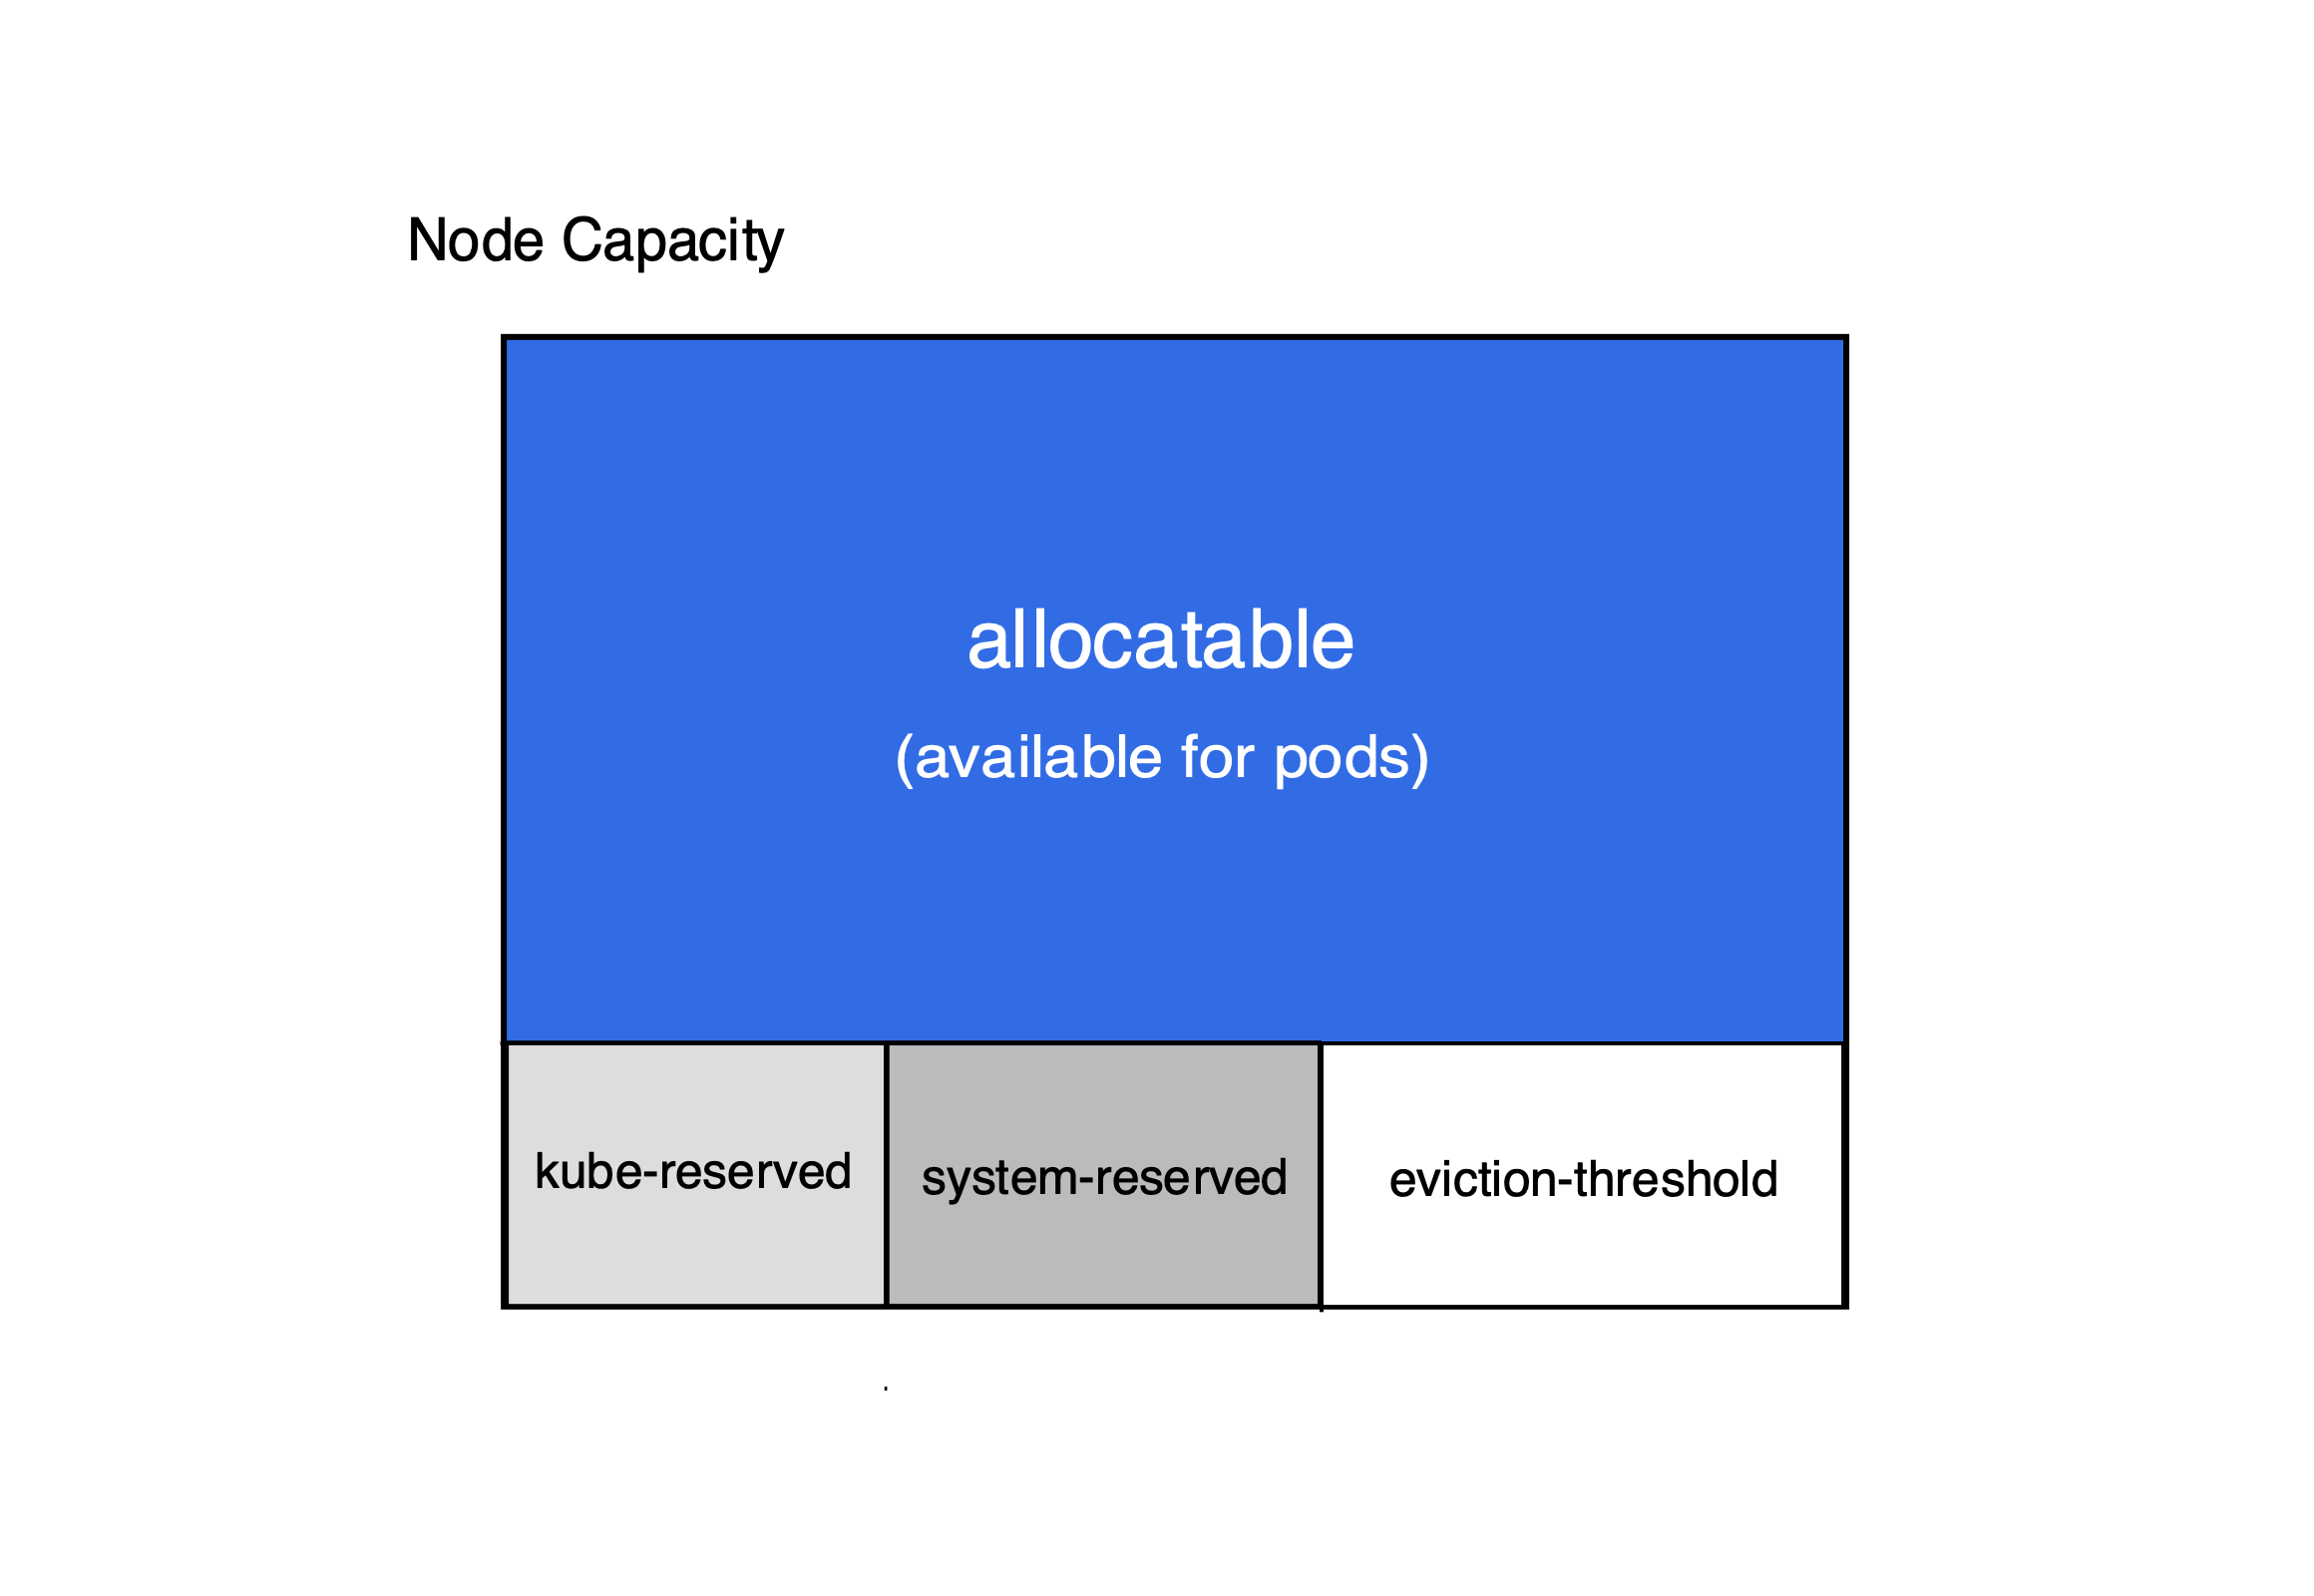 Node Capacity
allocatable
(available for pods)
kube-reserved
system-reserved
eviction-threshold